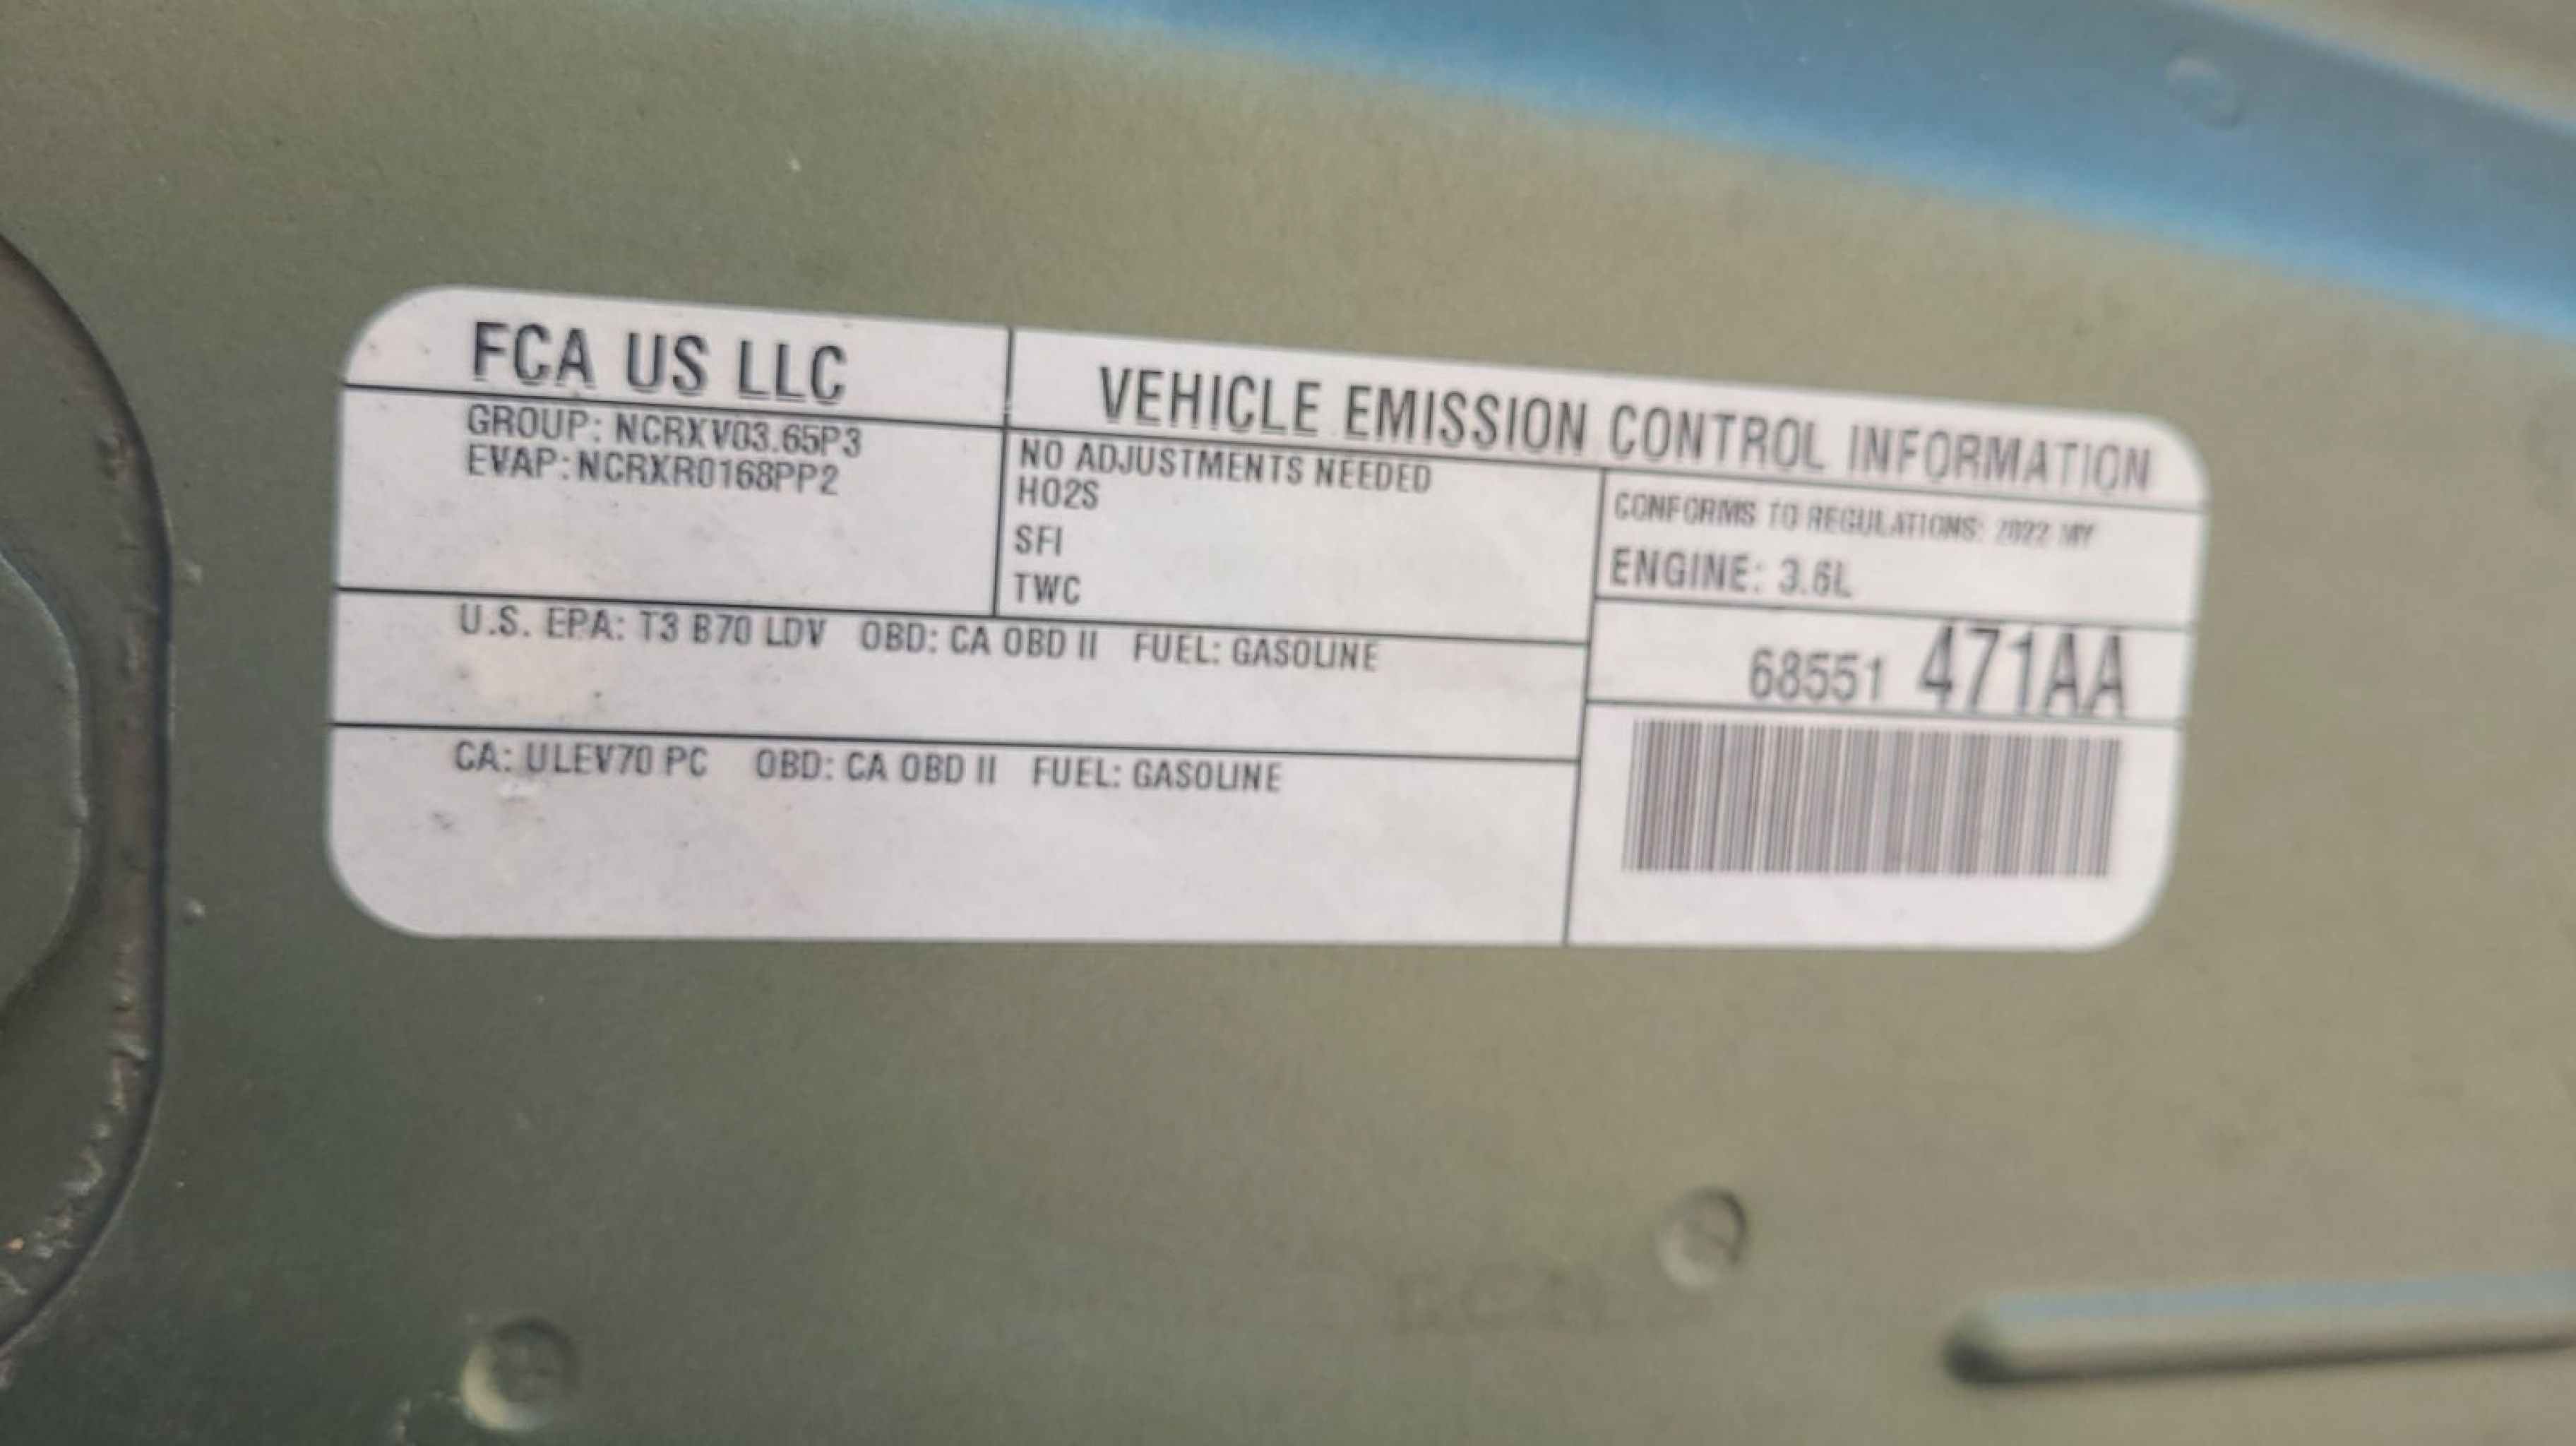 FCA US LLC
VEHICLE EMISSION CONTROL INFORMATION
GROUP: NCRXV03.65P3
EVAP: NCRXR0168PP2
NO ADJUSTMENTS NEEDED
HO2S
SFI
TWC
CONFORMS TO REGULATIONS: 2022 MY
ENGINE: 3.6L
U.S. EPA: T3 B70 LDV OBD: CA OBD II FUEL: GASOLINE
68551 471AA
CA: ULEV70 PC OBD: CA OBD II FUEL: GASOLINE